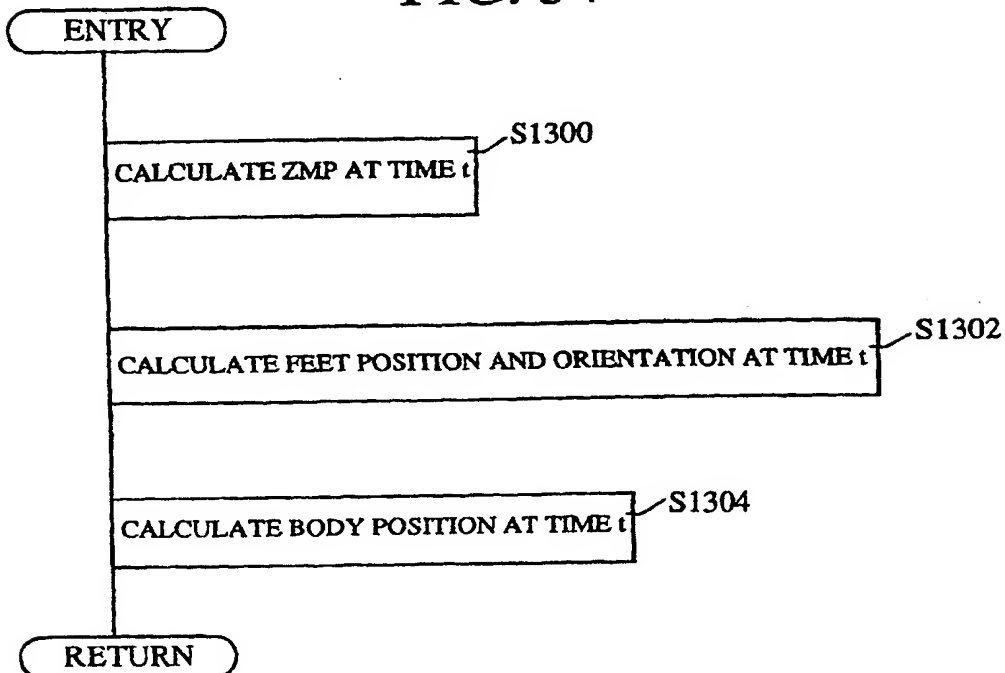 ENTRY
S1300
CALCULATE ZMP AT TIME t
S1302
CALCULATE FEET POSITION AND ORIENTATION AT TIME t
S1304
CALCULATE BODY POSITION AT TIME t
RETURN